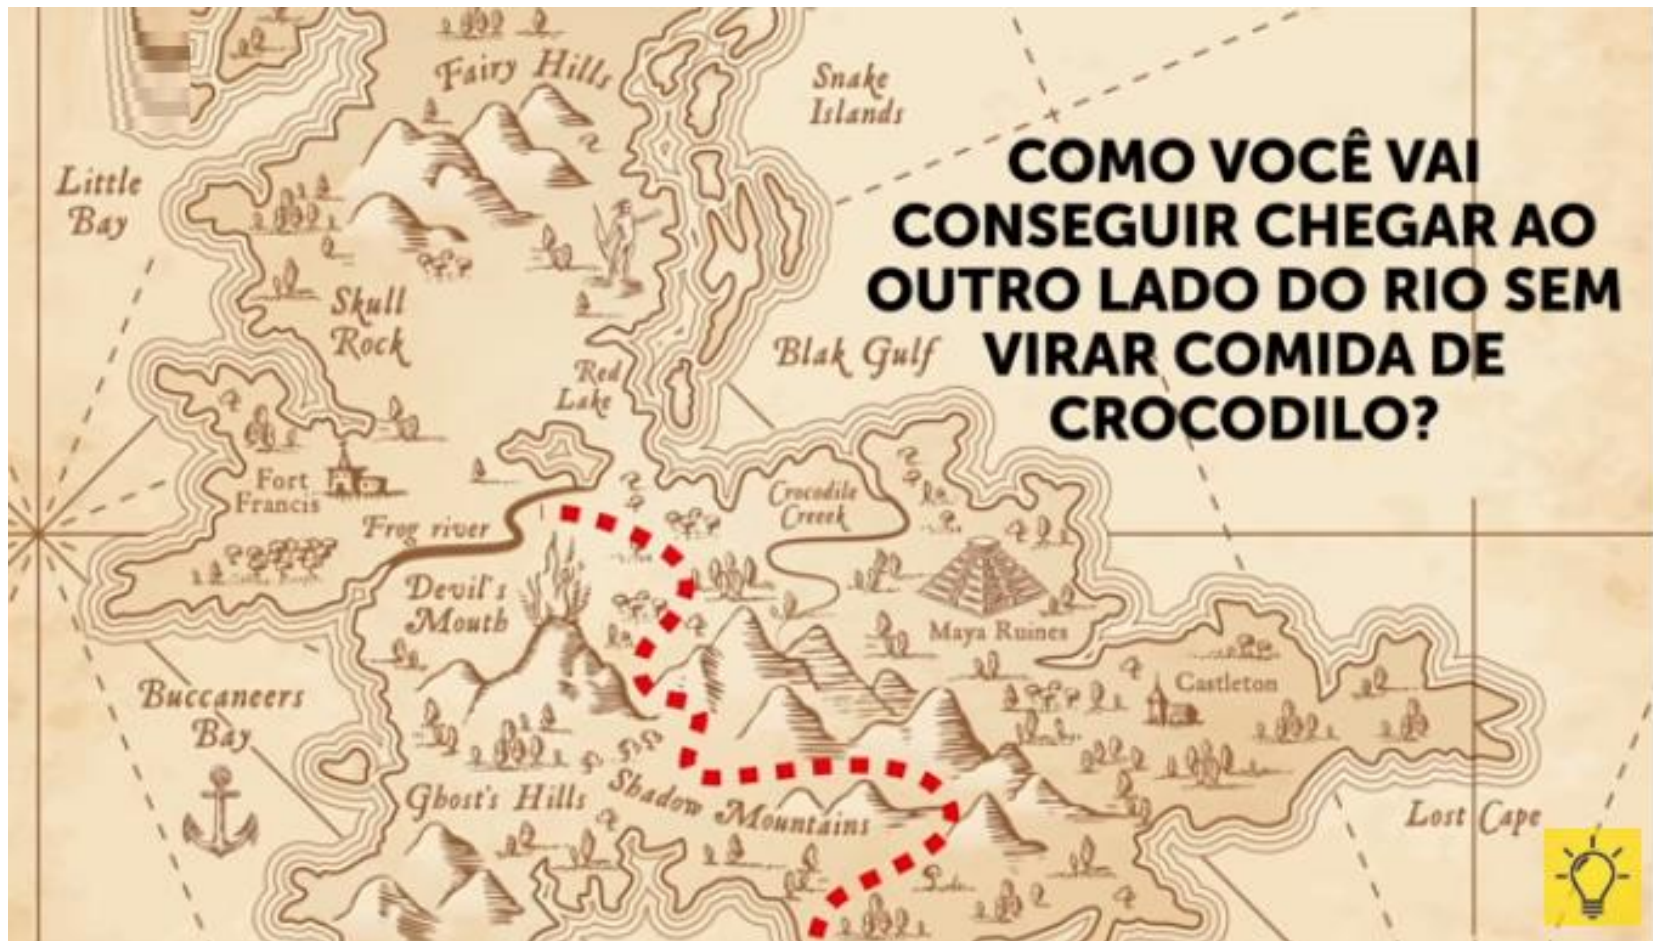 Fairy Hills
Snake
Islands
COMO VOCÊ VAI
CONSEGUIR CHEGAR AO
OUTRO LADO DO RIO SEM
VIRAR COMIDA DE
CROCODILO?
Little
Bay
Skull
Rock
Blak Gulf
Red
Lake
Fort
Francis
Crocodile
Creeek
Frog river
Devil's
Mouth
Maya Ruines
Castleton
Buccaneers
Bay
Ghost's Hills
Shadow Mountains
Lost Cape